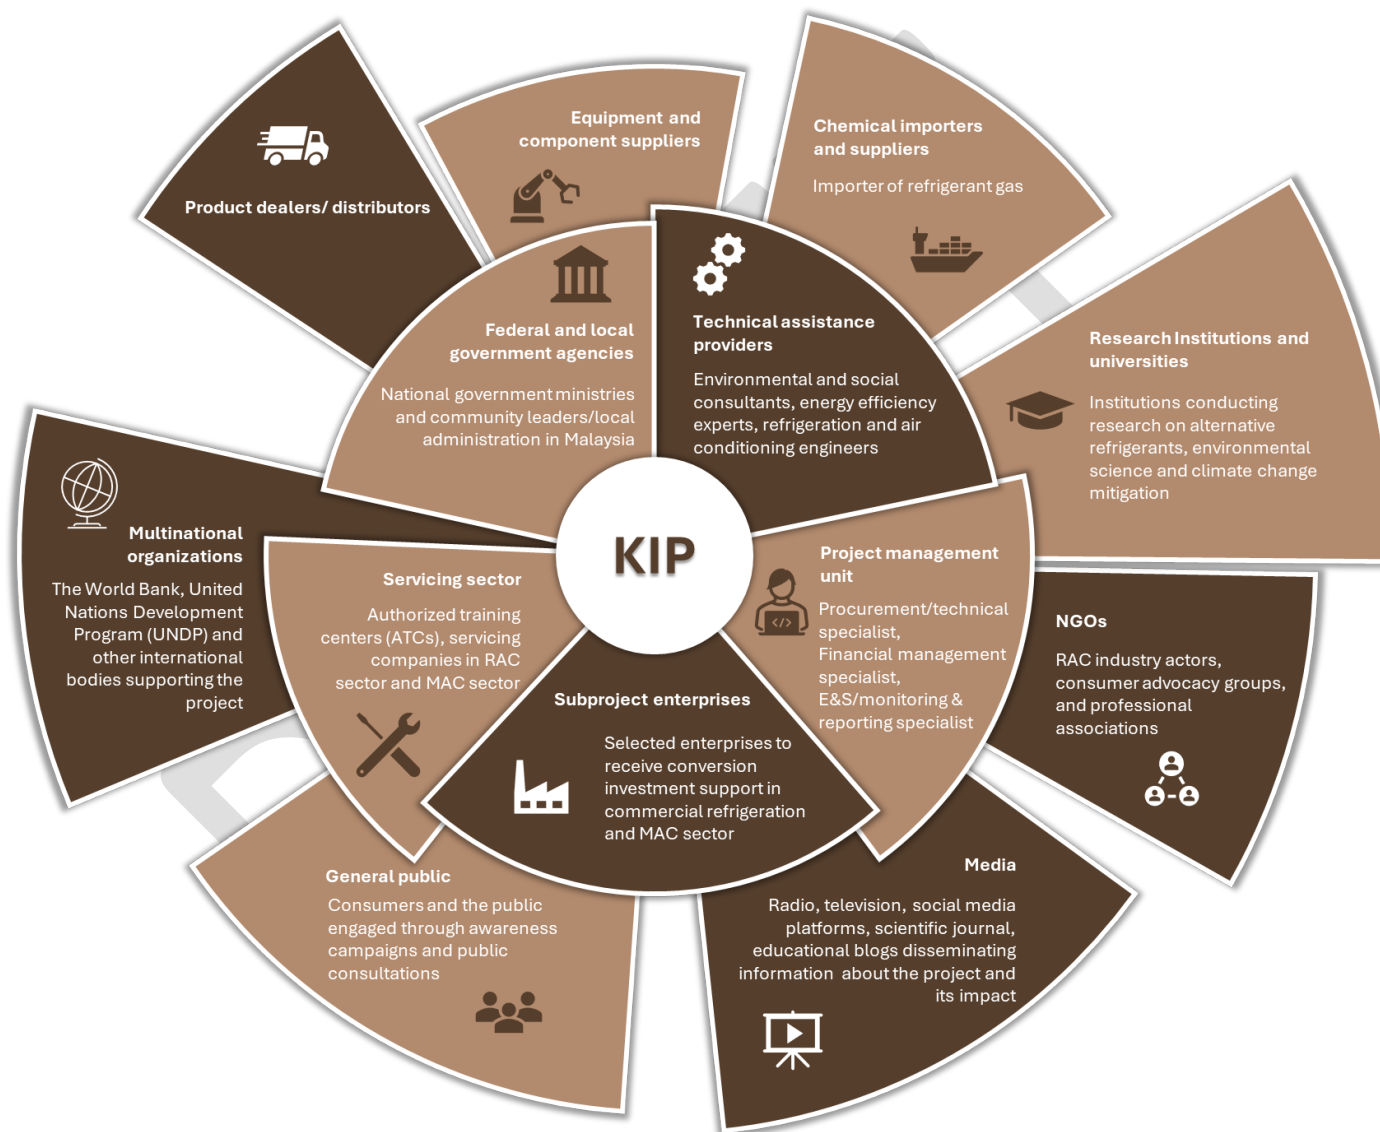 Product dealers/ distributors
Equipment and
component suppliers
Chemical importers
and suppliers
Importer of refrigerant gas
Research Institutions and
universities
Institutions conducting
research on alternative
refrigerants, environmental
science and climate change
mitigation
Federal and local
government agencies
National government ministries
and community leaders/local
administration in Malaysia
Technical assistance
providers
Environmental and social
consultants, energy efficiency
experts, refrigeration and air
conditioning engineers
Multinational
organizations
The World Bank, United
Nations Development
Program (UNDP) and
other international
bodies supporting the
project
Servicing sector
Authorized training
centers (ATCs), servicing
companies in RAC
sector and MAC sector
KIP
Project management
unit
Procurement/technical
specialist,
Financial management
specialist,
E&S/monitoring &
reporting specialist
NGOs
RAC industry actors,
consumer advocacy groups,
and professional
associations
Subproject enterprises
Selected enterprises to
receive conversion
investment support in
commercial refrigeration
and MAC sector
General public
Consumers and the public
engaged through awareness
campaigns and public
consultations
Media
Radio, television, social media
platforms, scientific journal,
educational blogs disseminating
information about the project and
its impact